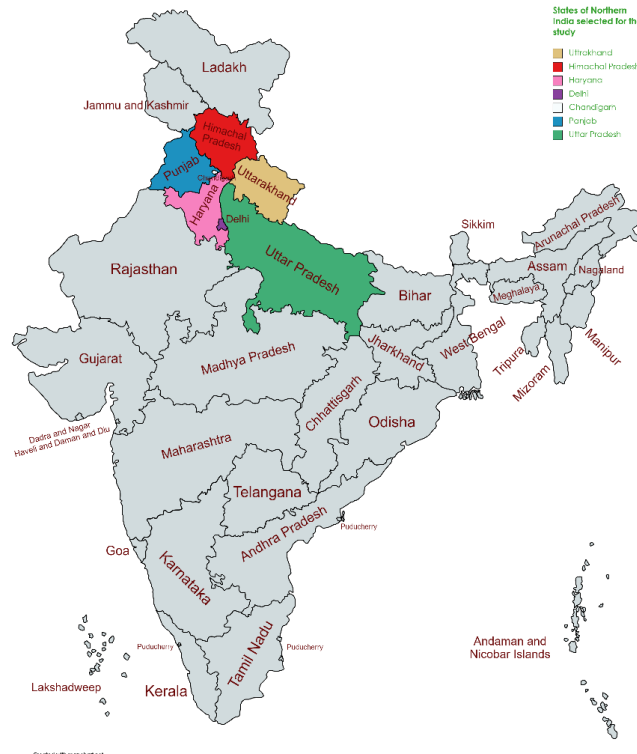 States of Northern
India selected for the
study
Uttrakhand
Himachal Pradesh
Haryana
Delhi
Chandigarh
Panjab
Uttar Pradesh
Ladakh
Jammu and Kashmir
Himachal
Pradesh
Punjab
Uttarakhand
Haryana
Delhi
Sikkim
Arunachal Pradesh
Rajasthan
Uttar Pradesh
Assam
Nagaland
Meghalaya
Bihar
Gujarat
Madhya Pradesh
Jharkhand
West Bengal
Tripura
Mizoram
Manipur
Chhattisgarh
Odisha
Dadra and Nagar
Haveli and Daman and Diu
Maharashtra
Telangana
Andhra Pradesh
Puducherry
Goa
Karnataka
Puducherry
Tamil Nadu
Puducherry
Andaman and
Nicobar Islands
Lakshadweep
Kerala